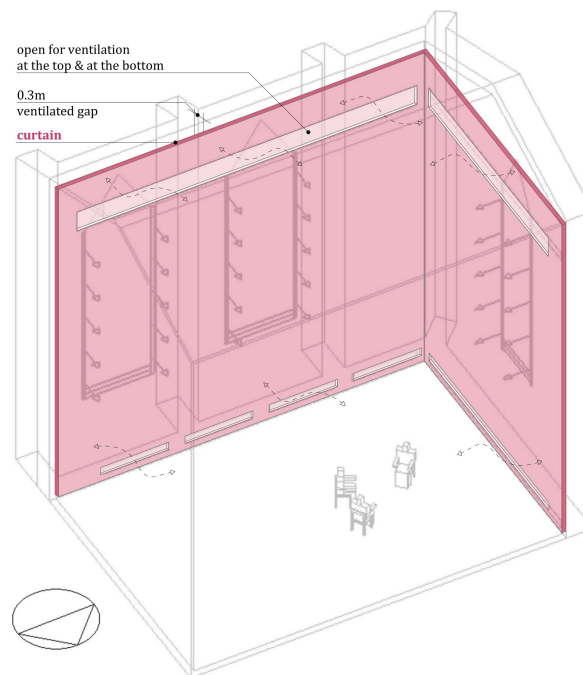 open for ventilation
at the top & at the bottom
0.3m
ventilated gap
curtain